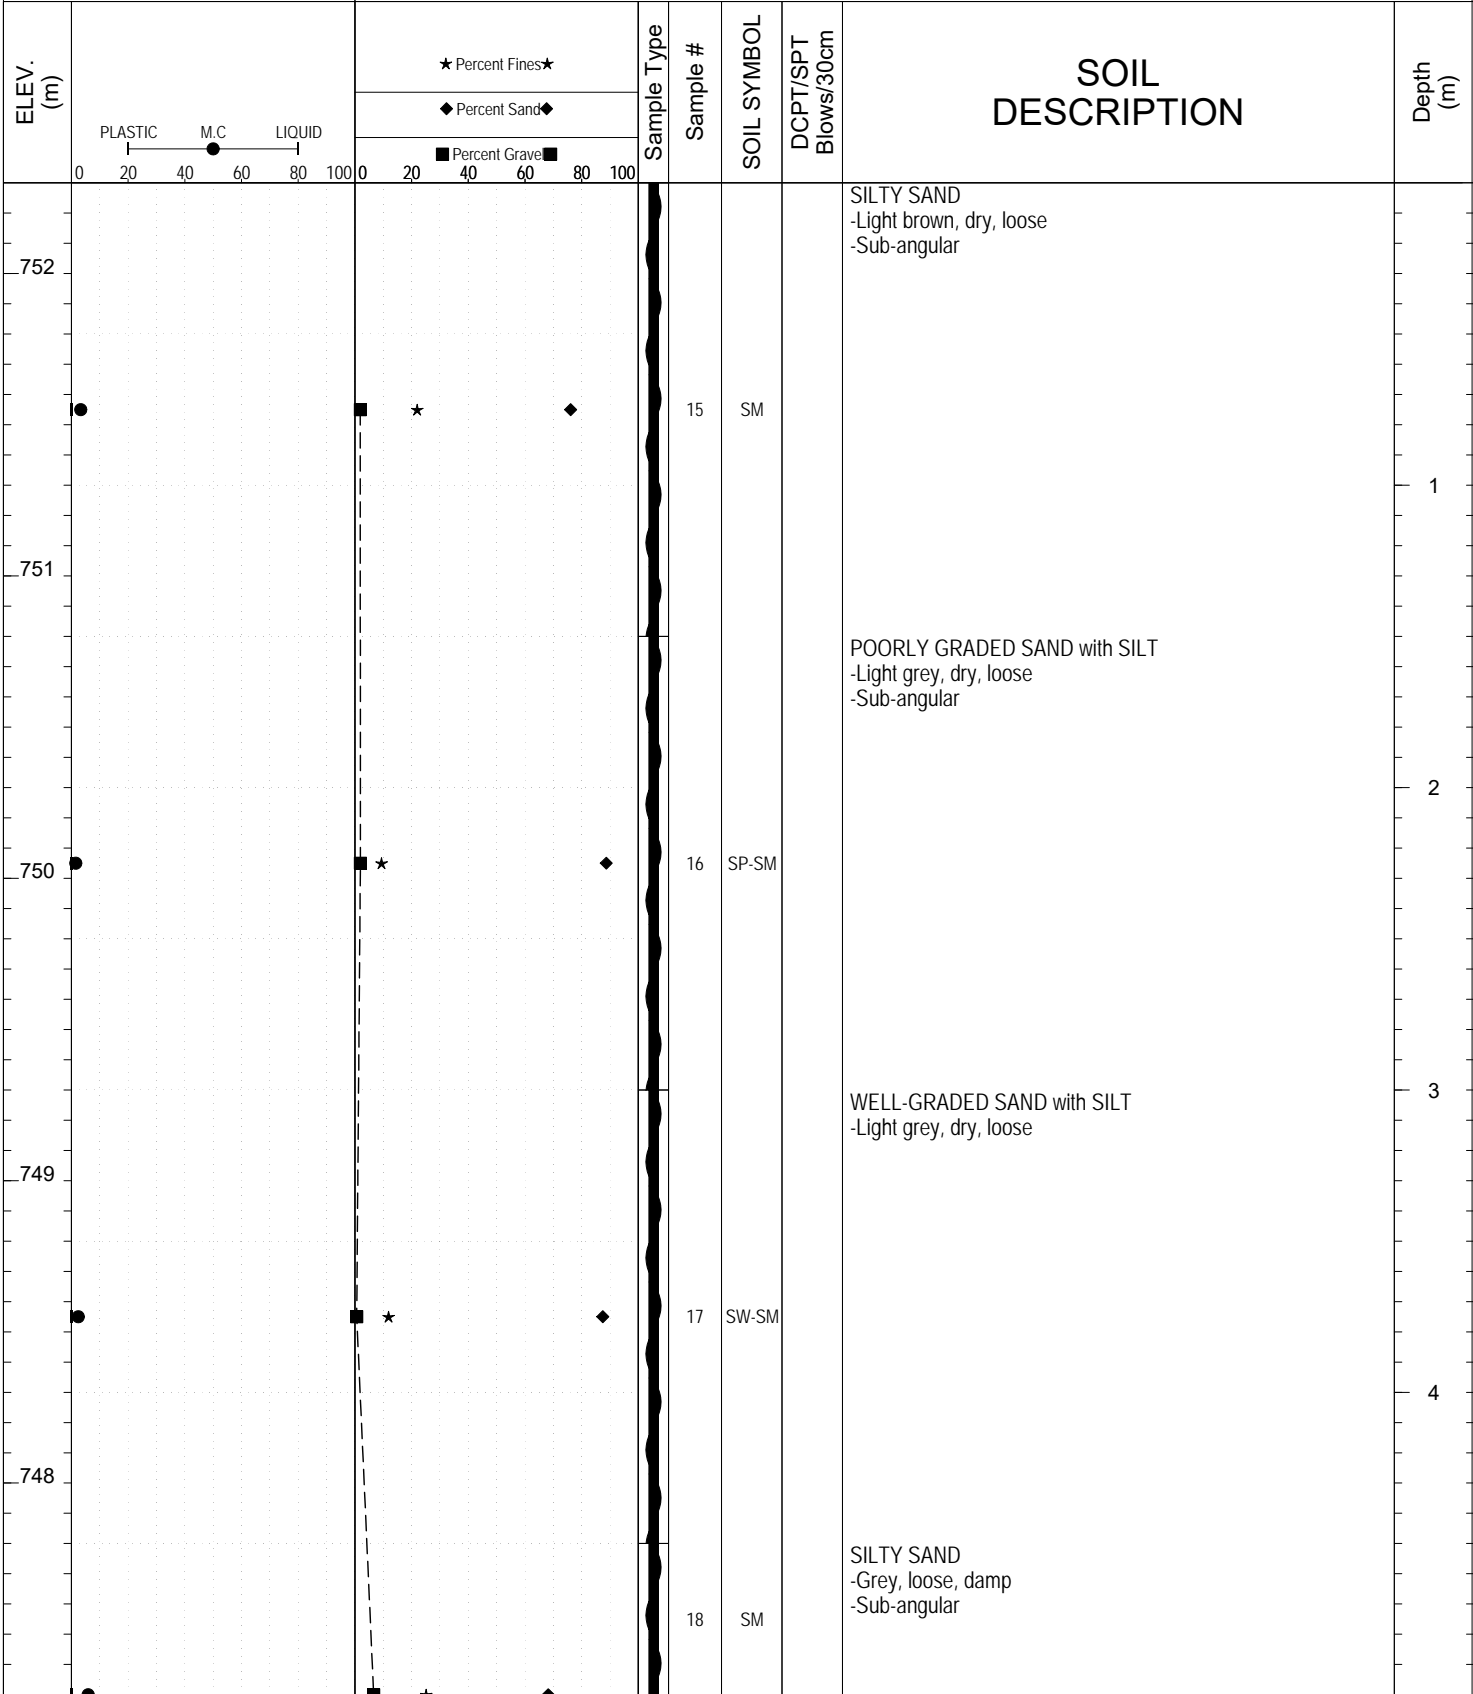 ELEV.
(m)
PLASTIC M.C LIQUID
0 20 40 60 80 100
★ Percent Fines ★
◆ Percent Sand ◆
■ Percent Gravel ■
0 20 40 60 80 100
Sample Type
Sample #
SOIL SYMBOL
DCPT/SPT
Blows/30cm
SOIL
DESCRIPTION
Depth
(m)
SILTY SAND
-Light brown, dry, loose
-Sub-angular
752
15 SM
1
751
POORLY GRADED SAND with SILT
-Light grey, dry, loose
-Sub-angular
2
750
16 SP-SM
3
WELL-GRADED SAND with SILT
-Light grey, dry, loose
749
17 SW-SM
4
748
SILTY SAND
-Grey, loose, damp
-Sub-angular
18 SM